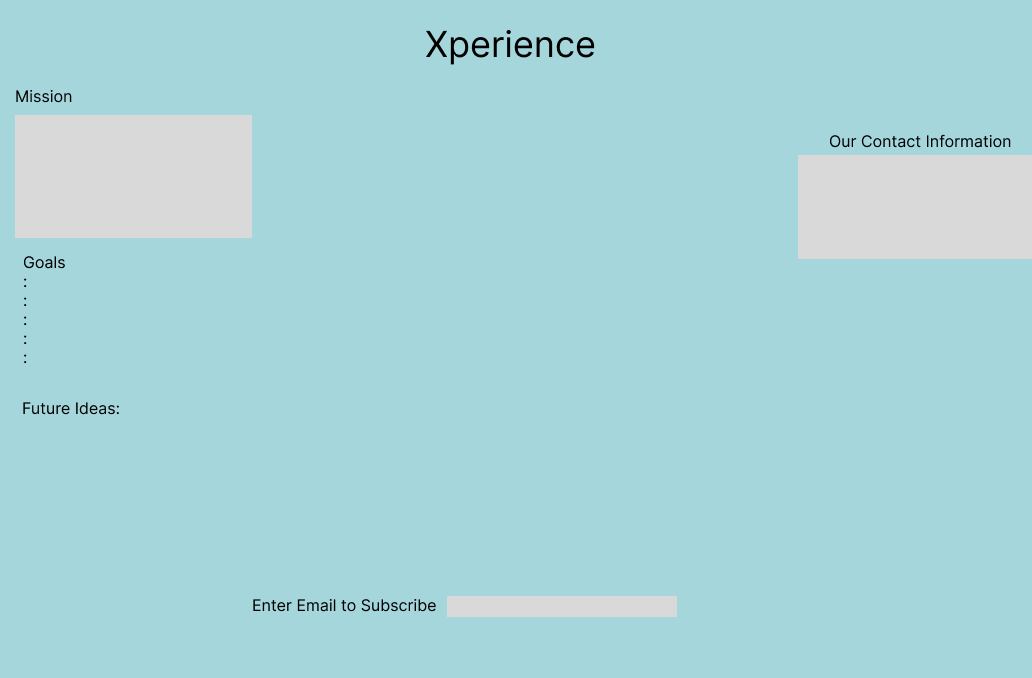 Xperience
Mission
Our Contact Information
Goals
:
:
:
:
:
Future Ideas:
Enter Email to Subscribe